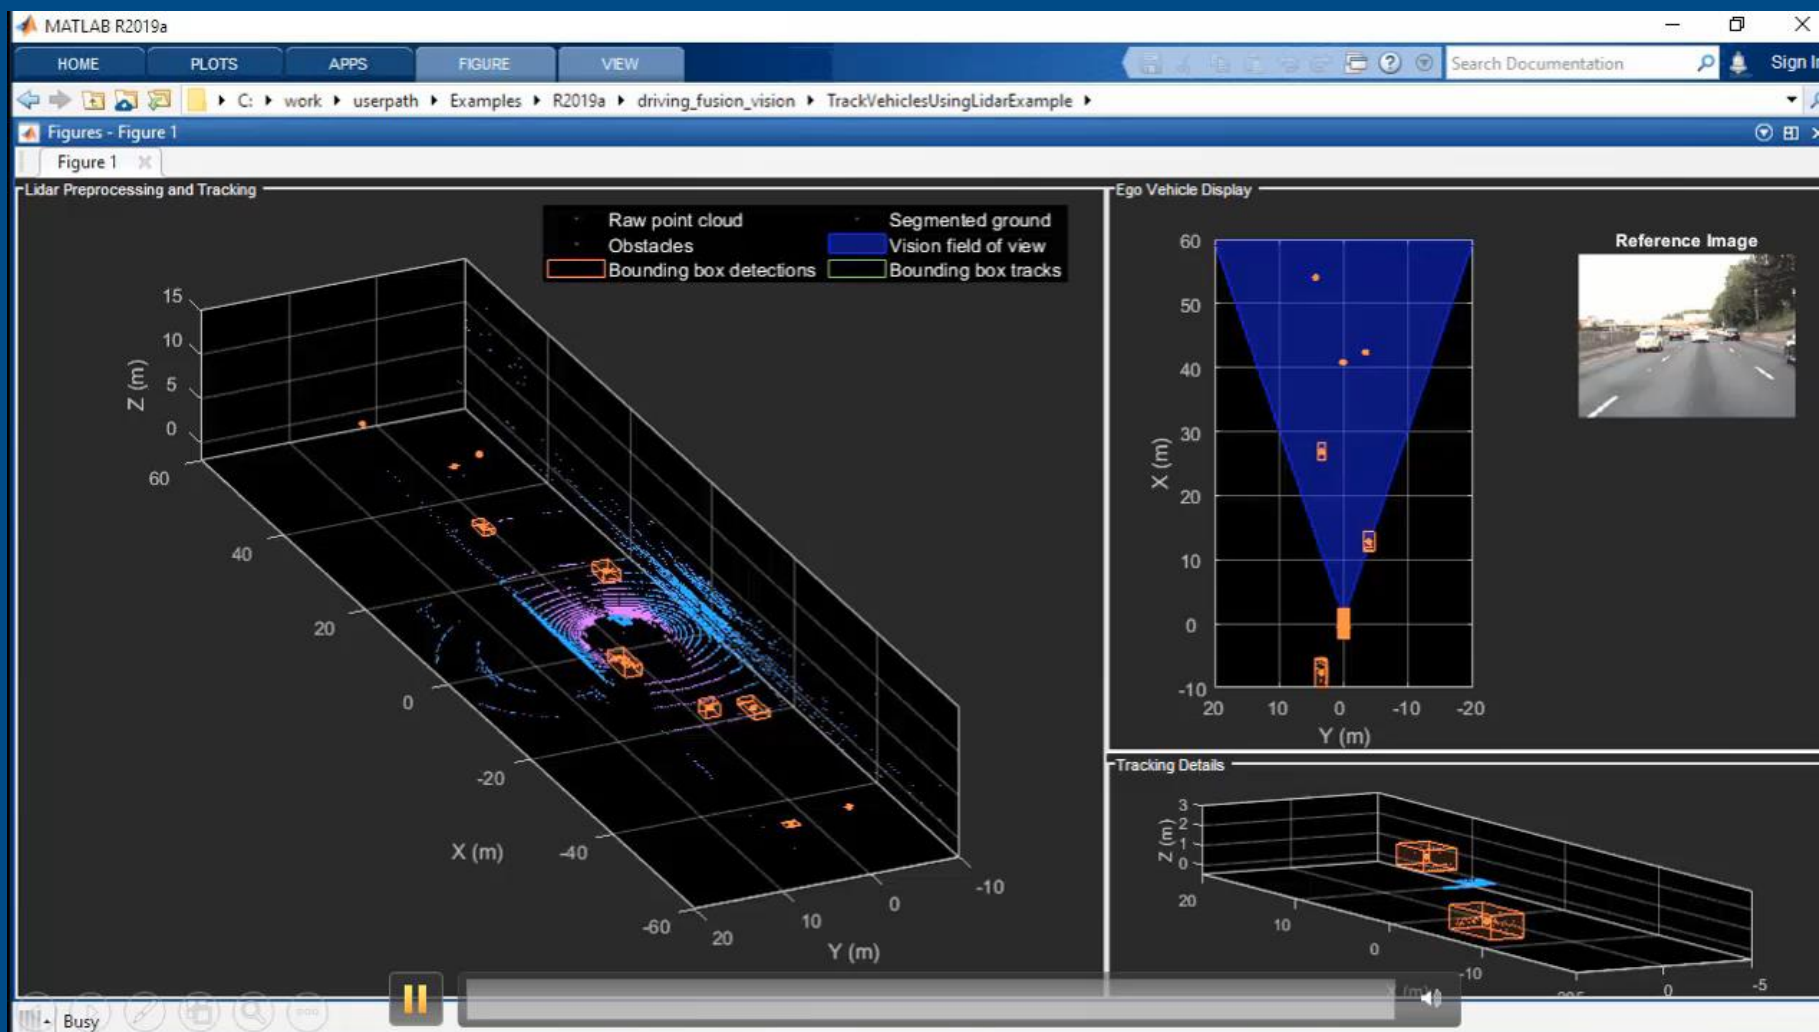 MATLAB R2019a
HOME PLOTS APPS FIGURE VIEW
Search Documentation
Sign In
C: work userpath Examples R2019a driving_fusion_vision TrackVehiclesUsingLidarExample
Figures - Figure 1
Figure 1
Lidar Preprocessing and Tracking
Raw point cloud Segmented ground
Obstacles Vision field of view
Bounding box detections Bounding box tracks
15
10
5
0
Z (m)
60
40
20
0
-20
-40
-60
X (m)
20
10
0
-10
Y (m)
Ego Vehicle Display
60
50
40
30
20
10
0
-10
X (m)
20 10 0 -10 -20
Y (m)
Reference Image
Tracking Details
3
2
1
0
Z (m)
20
10
0
-10
X (m)
0
-5
Busy